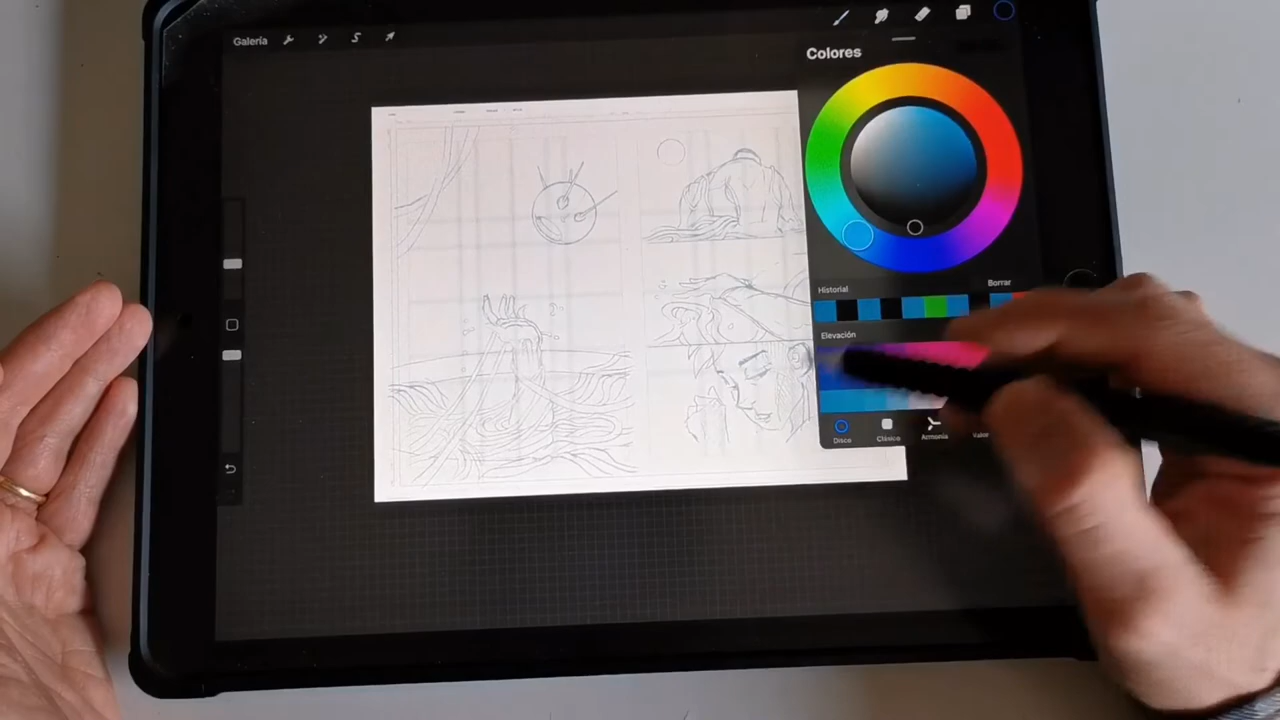 Galería
Colores
Historial
Borrar
Elevación
Disco
Clásico
Armonía
Valor